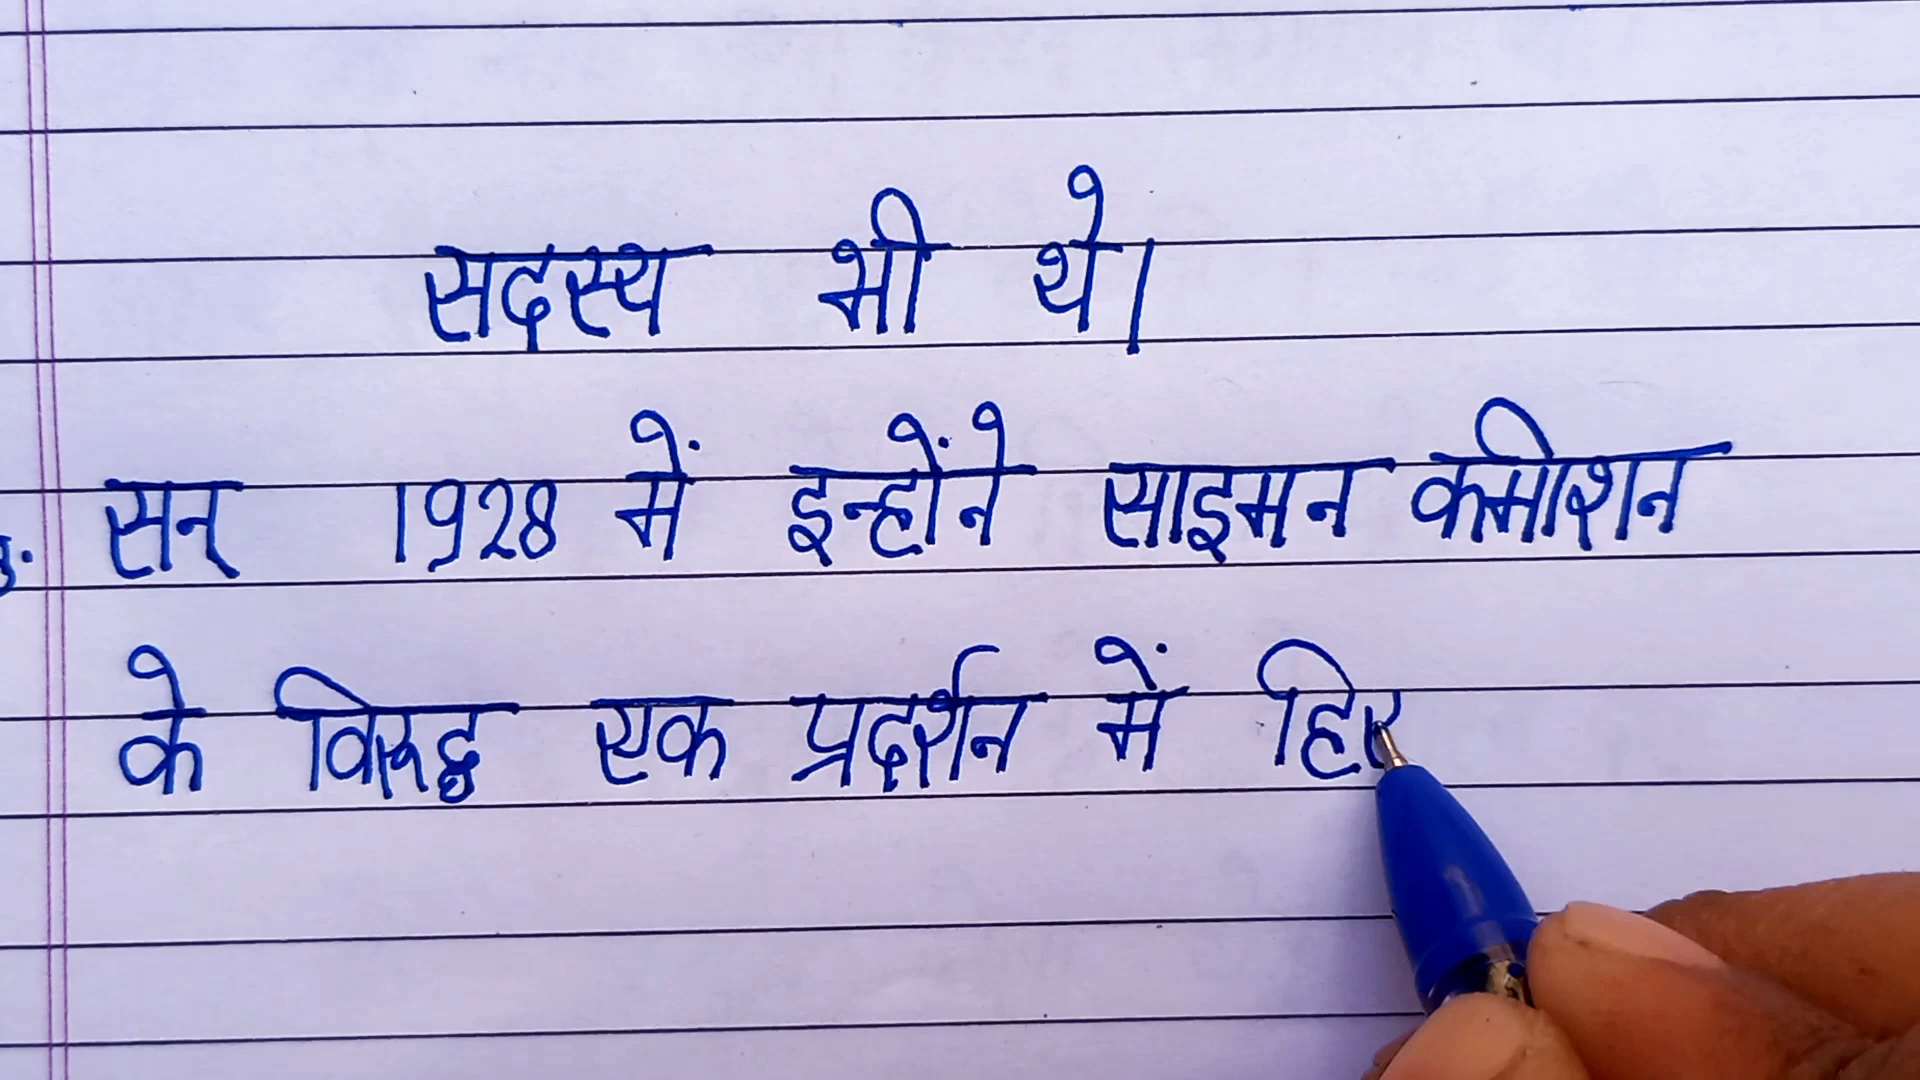 सदस्य भी थे।
सन् 1928 में इन्होंने साइमन कमीशन
के विरुद्ध एक प्रदर्शन में